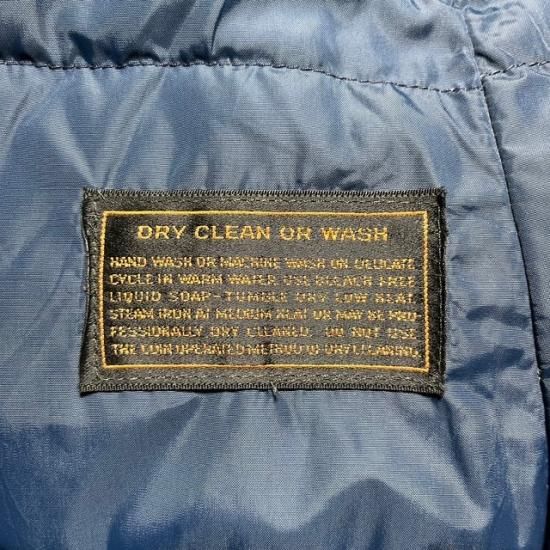 DRY CLEAN OR WASH
HAND WASH OR MACHINE WASH ON DELICATE
CYCLE IN WARM WATER. USE BLEACH FREE
LIQUID SOAP-TUMBLE DRY LOW HEAT.
STEAM IRON AT MEDIUM HEAT OR MAY BE PRO-
FESSIONALLY DRY CLEANED. DO NOT USE
THE COIN OPERATED METHOD OF DRY CLEANING.